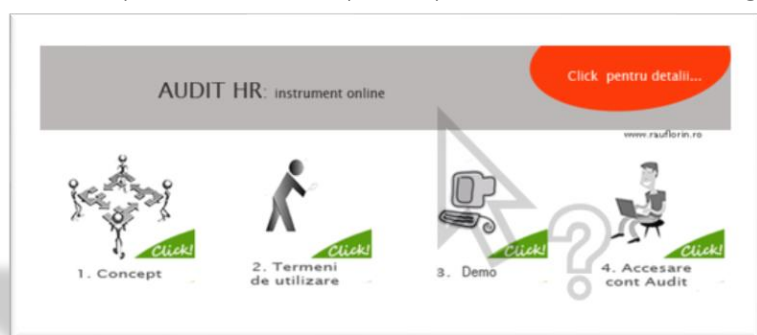 AUDIT HR: instrument online
Click pentru detalii...
www.rauflorin.ro
Click!
Click!
Click!
Click!
1. Concept
2. Termeni
de utilizare
3. Demo
4. Accesare
cont Audit